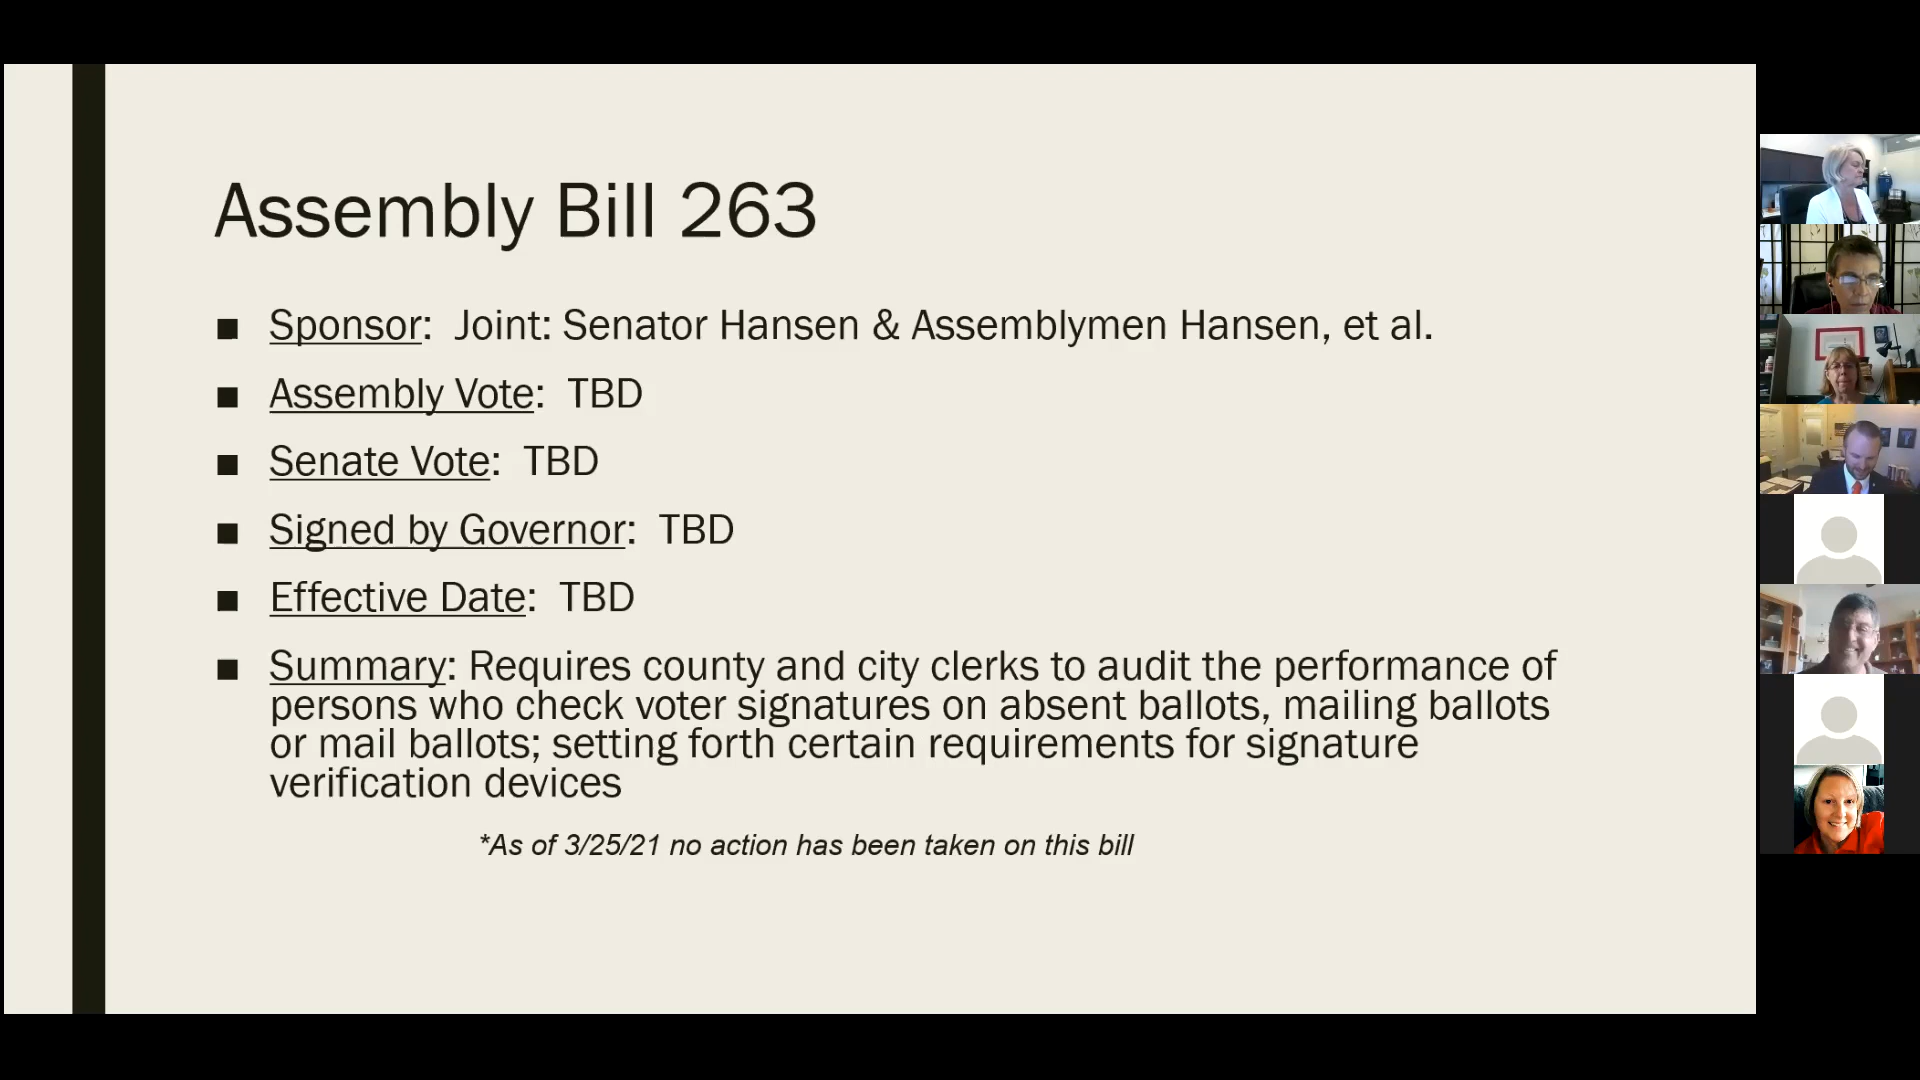 Assembly Bill 263
■ Sponsor: Joint: Senator Hansen & Assemblymen Hansen, et al.
■ Assembly Vote: TBD
■ Senate Vote: TBD
■ Signed by Governor: TBD
■ Effective Date: TBD
■ Summary: Requires county and city clerks to audit the performance of
persons who check voter signatures on absent ballots, mailing ballots
or mail ballots; setting forth certain requirements for signature
verification devices
*As of 3/25/21 no action has been taken on this bill